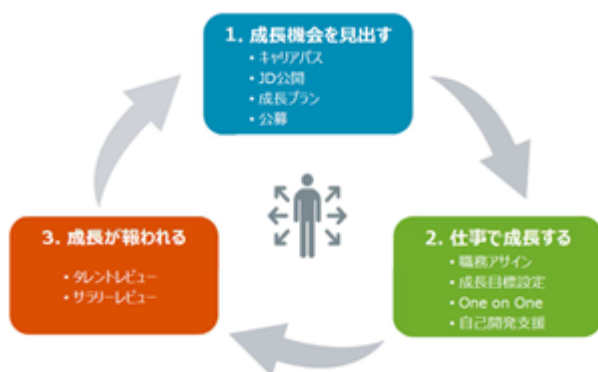 1. 成長機会を見出す
• キャリアパス
• JD公開
• 成長プラン
• 公募
2. 仕事で成長する
• 職務アサイン
• 成長目標設定
• One on One
• 自己開発支援
3. 成長が報われる
• タレントレビュー
• サラリーレビュー